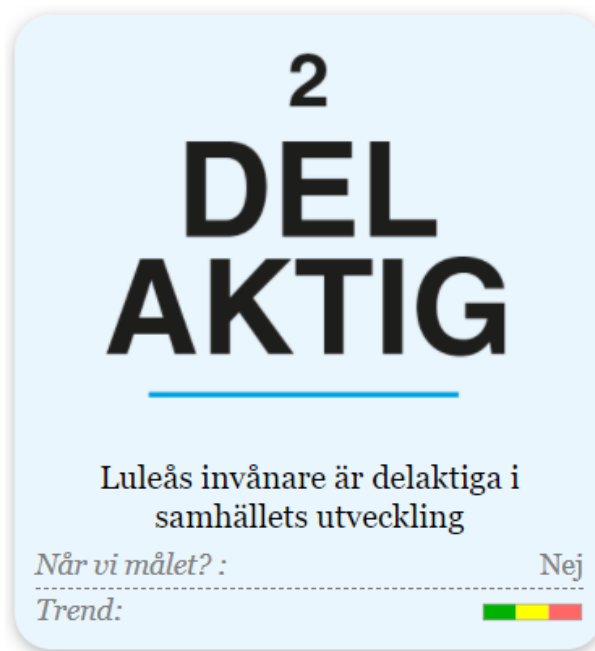 2
DEL
AKTIG
Luleås invånare är delaktiga i
samhällets utveckling
Når vi målet? : Nej
Trend: